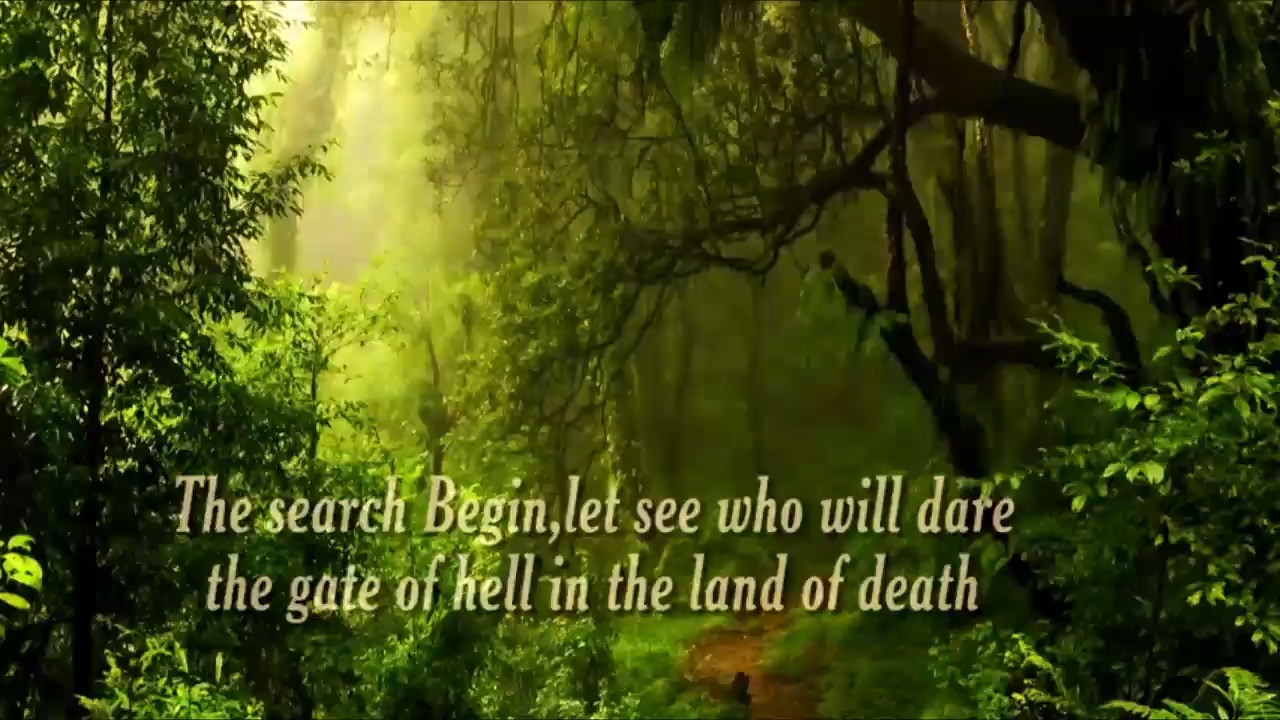 The search Begin,let see who will dare
the gate of hell in the land of death